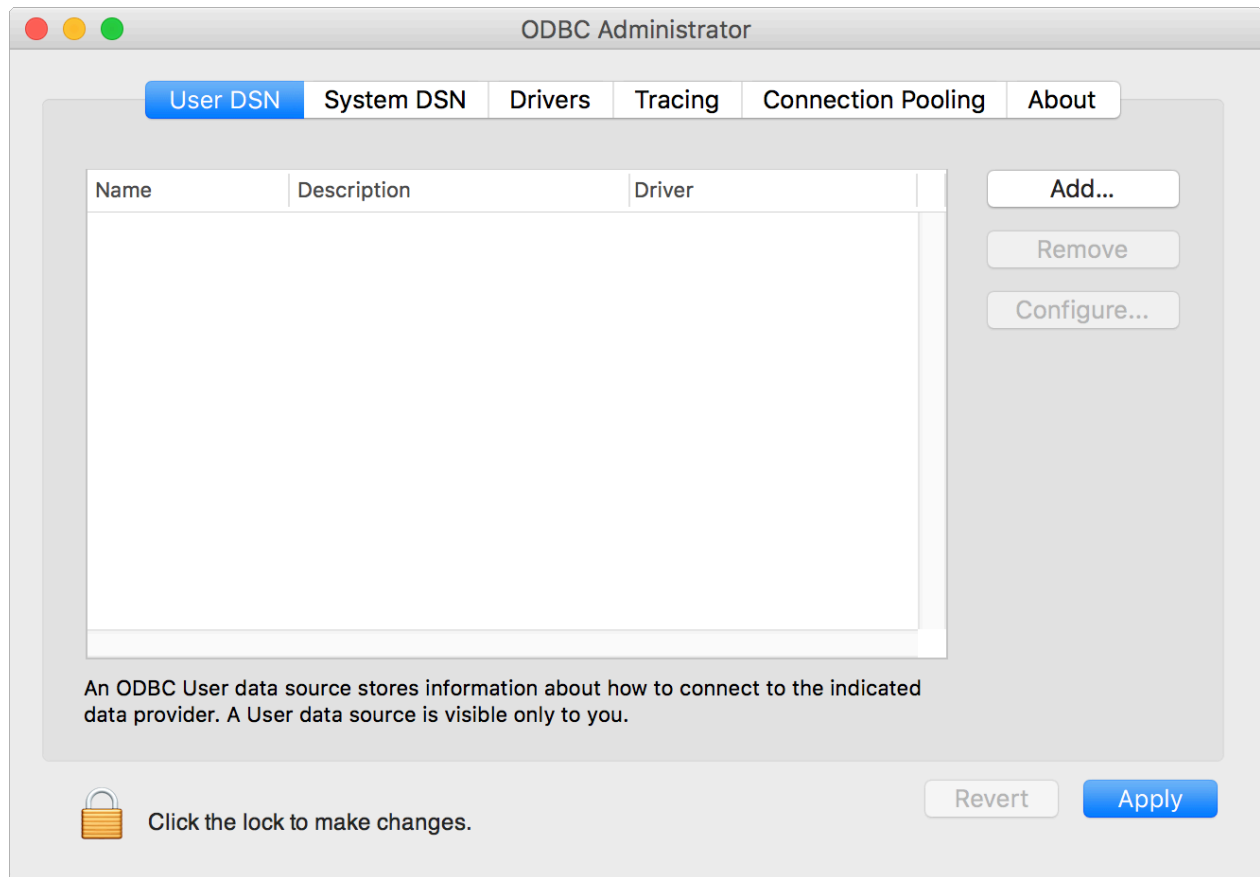 ODBC Administrator
User DSN System DSN Drivers Tracing Connection Pooling About
Name Description Driver
Add...
Remove
Configure...
An ODBC User data source stores information about how to connect to the indicated
data provider. A User data source is visible only to you.
Click the lock to make changes.
Revert Apply